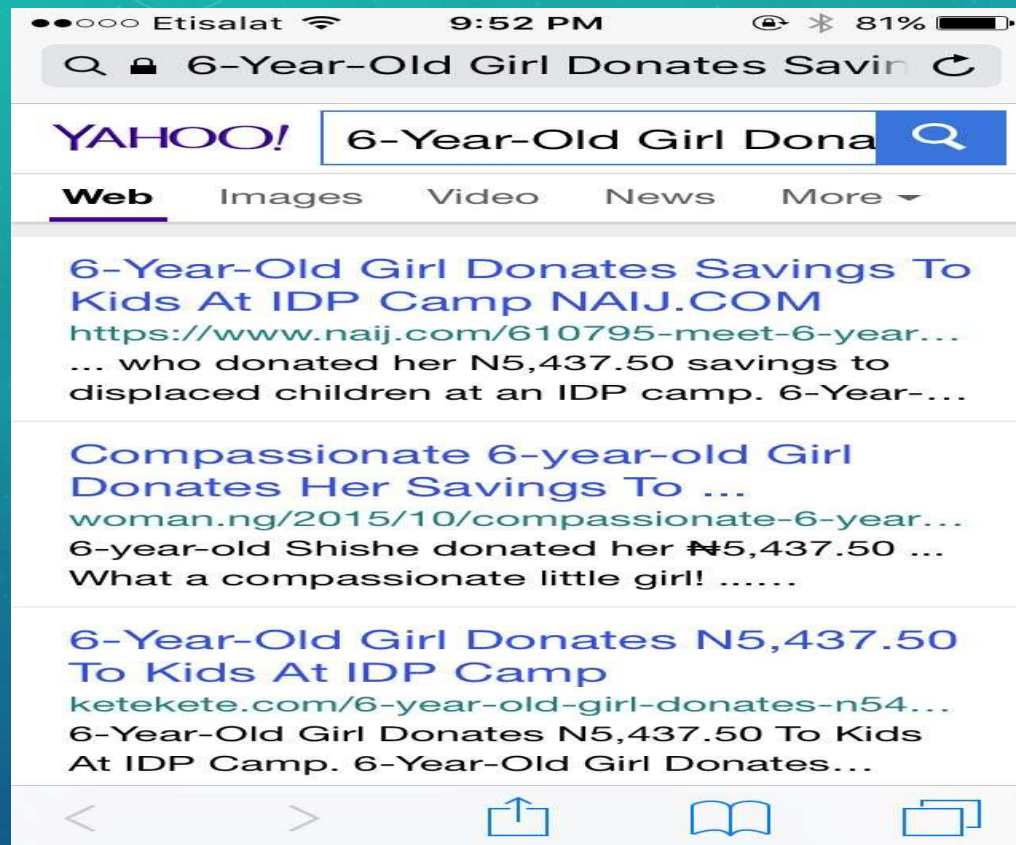 Etisalat 9:52 PM 81%
6-Year-Old Girl Donates Savin
YAHOO! 6-Year-Old Girl Dona
Web Images Video News More
6-Year-Old Girl Donates Savings To
Kids At IDP Camp NAIJ.COM
https://www.naij.com/610795-meet-6-year...
... who donated her N5,437.50 savings to
displaced children at an IDP camp. 6-Year-...
Compassionate 6-year-old Girl
Donates Her Savings To ...
woman.ng/2015/10/compassionate-6-year...
6-year-old Shishe donated her ₦5,437.50 ...
What a compassionate little girl! ......
6-Year-Old Girl Donates N5,437.50
To Kids At IDP Camp
ketekete.com/6-year-old-girl-donates-n54...
6-Year-Old Girl Donates N5,437.50 To Kids
At IDP Camp. 6-Year-Old Girl Donates...